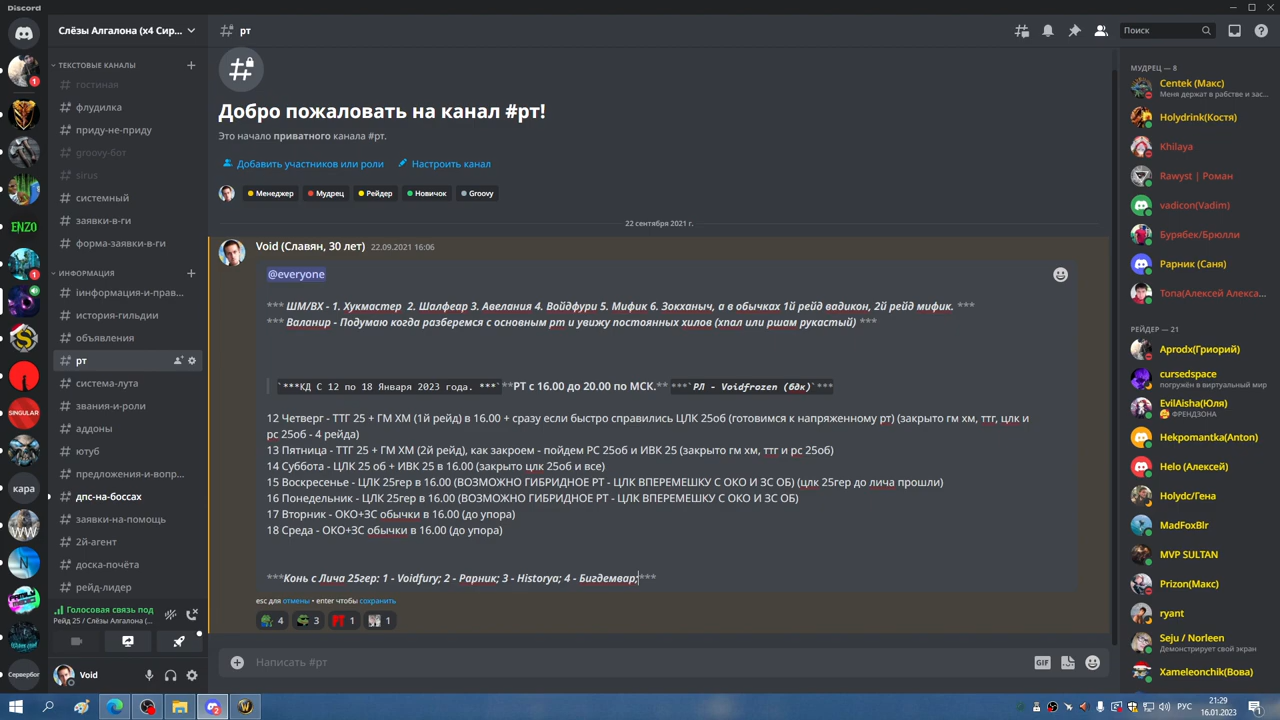 Discord
Слёзы Алгалона (x4 Сир...
рт
Поиск
ТЕКСТОВЫЕ КАНАЛЫ
гостиная
флудилка
приду-не-приду
groovy-бот
sirus
системный
заявки-в-ги
форма-заявки-в-ги
ИНФОРМАЦИЯ
іинформация-и-прав...
история-гильдии
объявления
рт
система-лута
звания-и-роли
аддоны
ютуб
предложения-и-вопр...
дпс-на-боссах
заявки-на-помощь
2й-агент
доска-почёта
рейд-лидер
Голосовая связь под
Рейд 25 / Слёзы Алгалона (...
Void
1
ENZO
1
SINGULAR
кара
WW
Сервербог
Добро пожаловать на канал #рт!
Это начало приватного канала #рт.
Добавить участников или роли
Настроить канал
Менеджер
Мудрец
Рейдер
Новичок
Groovy
22 сентября 2021 г.
Void (Славян, 30 лет) 22.09.2021 16:06
@everyone
*** ШМ/ВХ - 1. Хукмастер 2. Шалфеар 3. Авелания 4. Войдфури 5. Мифик 6. Зокханыч, а в обычках 1й рейд вадикон, 2й рейд мифик. ***
*** Валанир - Подумаю когда разберемся с основным рт и увижу постоянных хилов (хпал или ршам рукастый) ***
`***КД С 12 по 18 Января 2023 года. ***`**РТ с 16.00 до 20.00 по МСК.** ***`РЛ - Voidfrozen (бдк)`***
12 Четверг - ТТГ 25 + ГМ ХМ (1й рейд) в 16.00 + сразу если быстро справились ЦЛК 25об (готовимся к напряженному рт) (закрыто гм хм, ттг, цлк и
рс 25об - 4 рейда)
13 Пятница - ТТГ 25 + ГМ ХМ (2й рейд), как закроем - пойдем РС 25об и ИВК 25 (закрыто гм хм, ттг и рс 25об)
14 Суббота - ЦЛК 25 об + ИВК 25 в 16.00 (закрыто цлк 25об и все)
15 Воскресенье - ЦЛК 25гер в 16.00 (ВОЗМОЖНО ГИБРИДНОЕ РТ - ЦЛК ВПЕРЕМЕШКУ С ОКО И ЗС ОБ) (цлк 25гер до лича прошли)
16 Понедельник - ЦЛК 25гер в 16.00 (ВОЗМОЖНО ГИБРИДНОЕ РТ - ЦЛК ВПЕРЕМЕШКУ С ОКО И ЗС ОБ)
17 Вторник - ОКО+ЗС обычки в 16.00 (до упора)
18 Среда - ОКО+ЗС обычки в 16.00 (до упора)
***Конь с Лича 25гер: 1 - Voidfury; 2 - Рарник; 3 - Historya; 4 - Бигдемвар;***
esc для отмены • enter чтобы сохранить
4
3
1
1
Написать #рт
GIF
МУДРЕЦ — 8
Centek (Макс)
Меня держат в рабстве и зас...
Holydrink(Костя)
Khilaya
Rawyst | Роман
vadicon(Vadim)
Бурябек/Брюлли
Рарник (Саня)
Топа(Алексей Алекса...
РЕЙДЕР — 21
Aprodx(Гриорий)
cursedspace
погружён в виртуальный мир
EvilAisha(Юля)
ФРЕНДЗОНА
Hekpomantka(Anton)
Helo (Алексей)
Holydc/Гена
MadFoxBlr
MVP SULTAN
Prizon(Макс)
ryant
Seju / Norleen
Демонстрирует свой экран
Xameleonchik(Вова)
РУС
21:29
16.01.2023
1